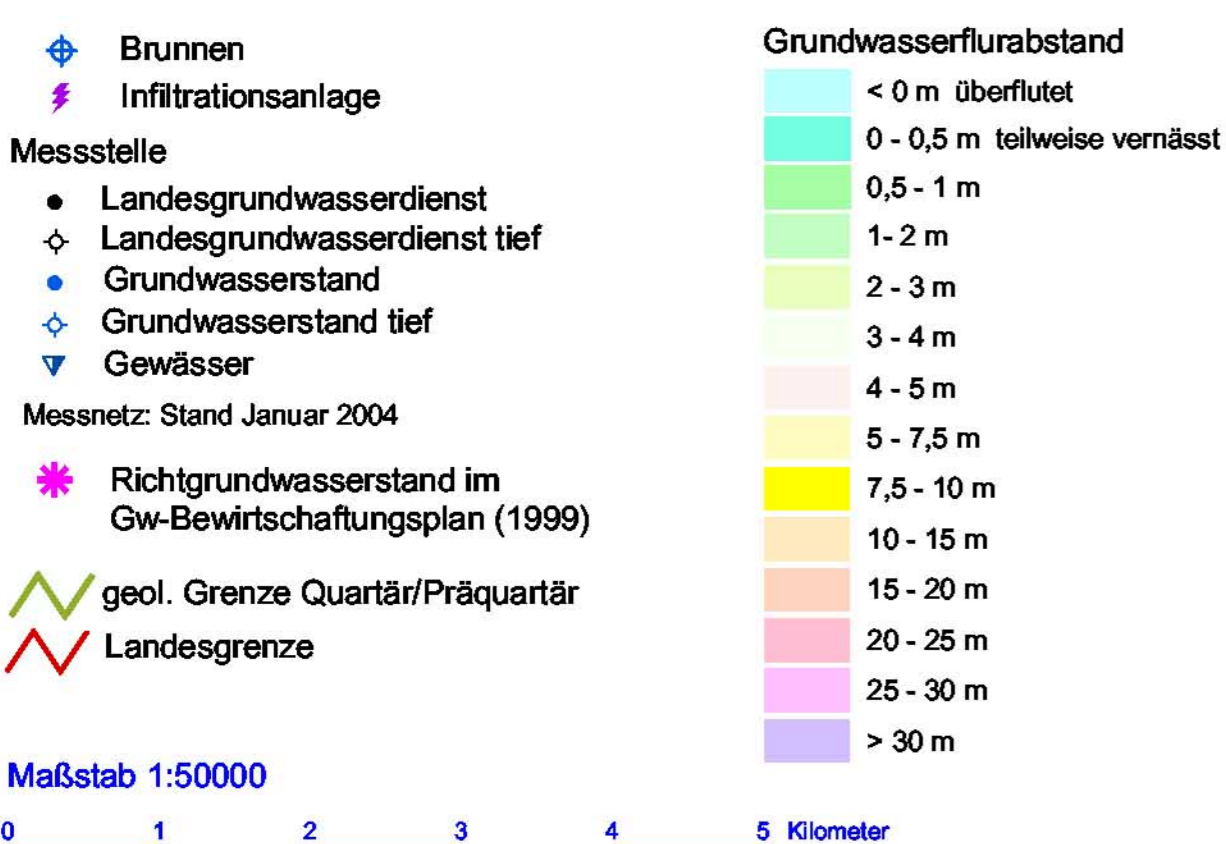 Brunnen
Infiltrationsanlage
Messstelle
Landesgrundwasserdienst
Landesgrundwasserdienst tief
Grundwasserstand
Grundwasserstand tief
Gewässer
Messnetz: Stand Januar 2004
Richtgrundwasserstand im
Gw-Bewirtschaftungsplan (1999)
geol. Grenze Quartär/Präquartär
Landesgrenze
Maßstab 1:50000
0 1 2 3 4 5 Kilometer
Grundwasserflurabstand
< 0 m überflutet
0 - 0,5 m teilweise vernässt
0,5 - 1 m
1- 2 m
2 - 3 m
3 - 4 m
4 - 5 m
5 - 7,5 m
7,5 - 10 m
10 - 15 m
15 - 20 m
20 - 25 m
25 - 30 m
> 30 m